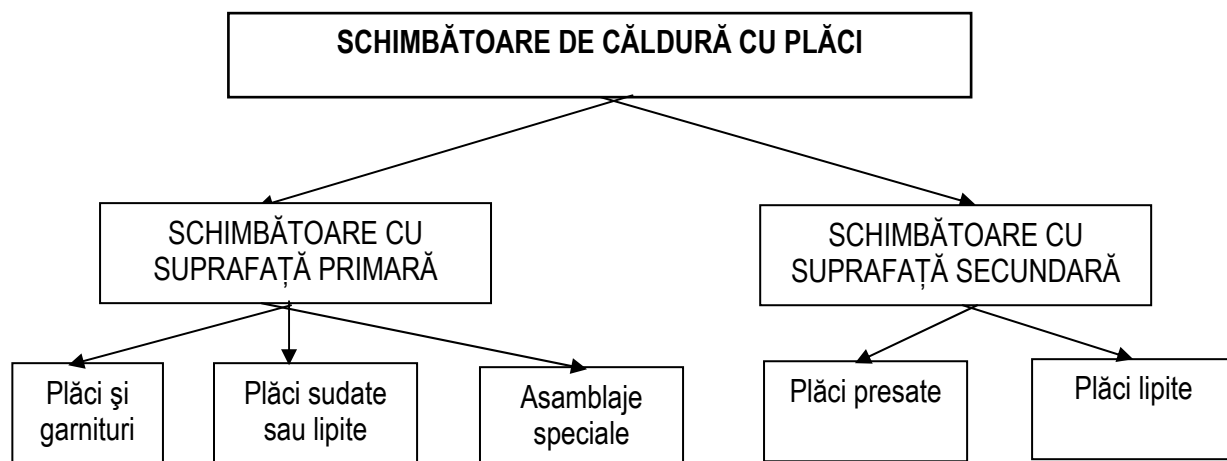 SCHIMBĂTOARE DE CĂLDURĂ CU PLĂCI
SCHIMBĂTOARE CU
SUPRAFAȚĂ PRIMARĂ
SCHIMBĂTOARE CU
SUPRAFAȚĂ SECUNDARĂ
Plăci şi
garnituri
Plăci sudate
sau lipite
Asamblaje
speciale
Plăci presate
Plăci lipite